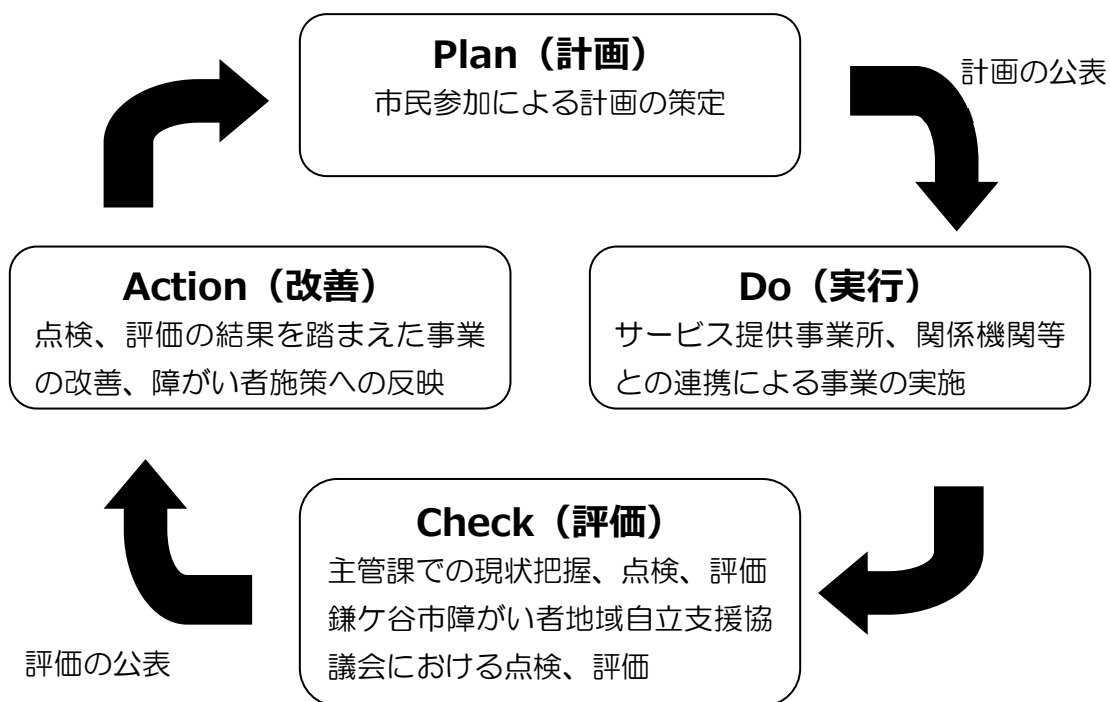 Plan（計画）
市民参加による計画の策定
計画の公表
Action（改善）
点検、評価の結果を踏まえた事業
の改善、障がい者施策への反映
Do（実行）
サービス提供事業所、関係機関等
との連携による事業の実施
Check（評価）
主管課での現状把握、点検、評価
鎌ケ谷市障がい者地域自立支援協
議会における点検、評価
評価の公表